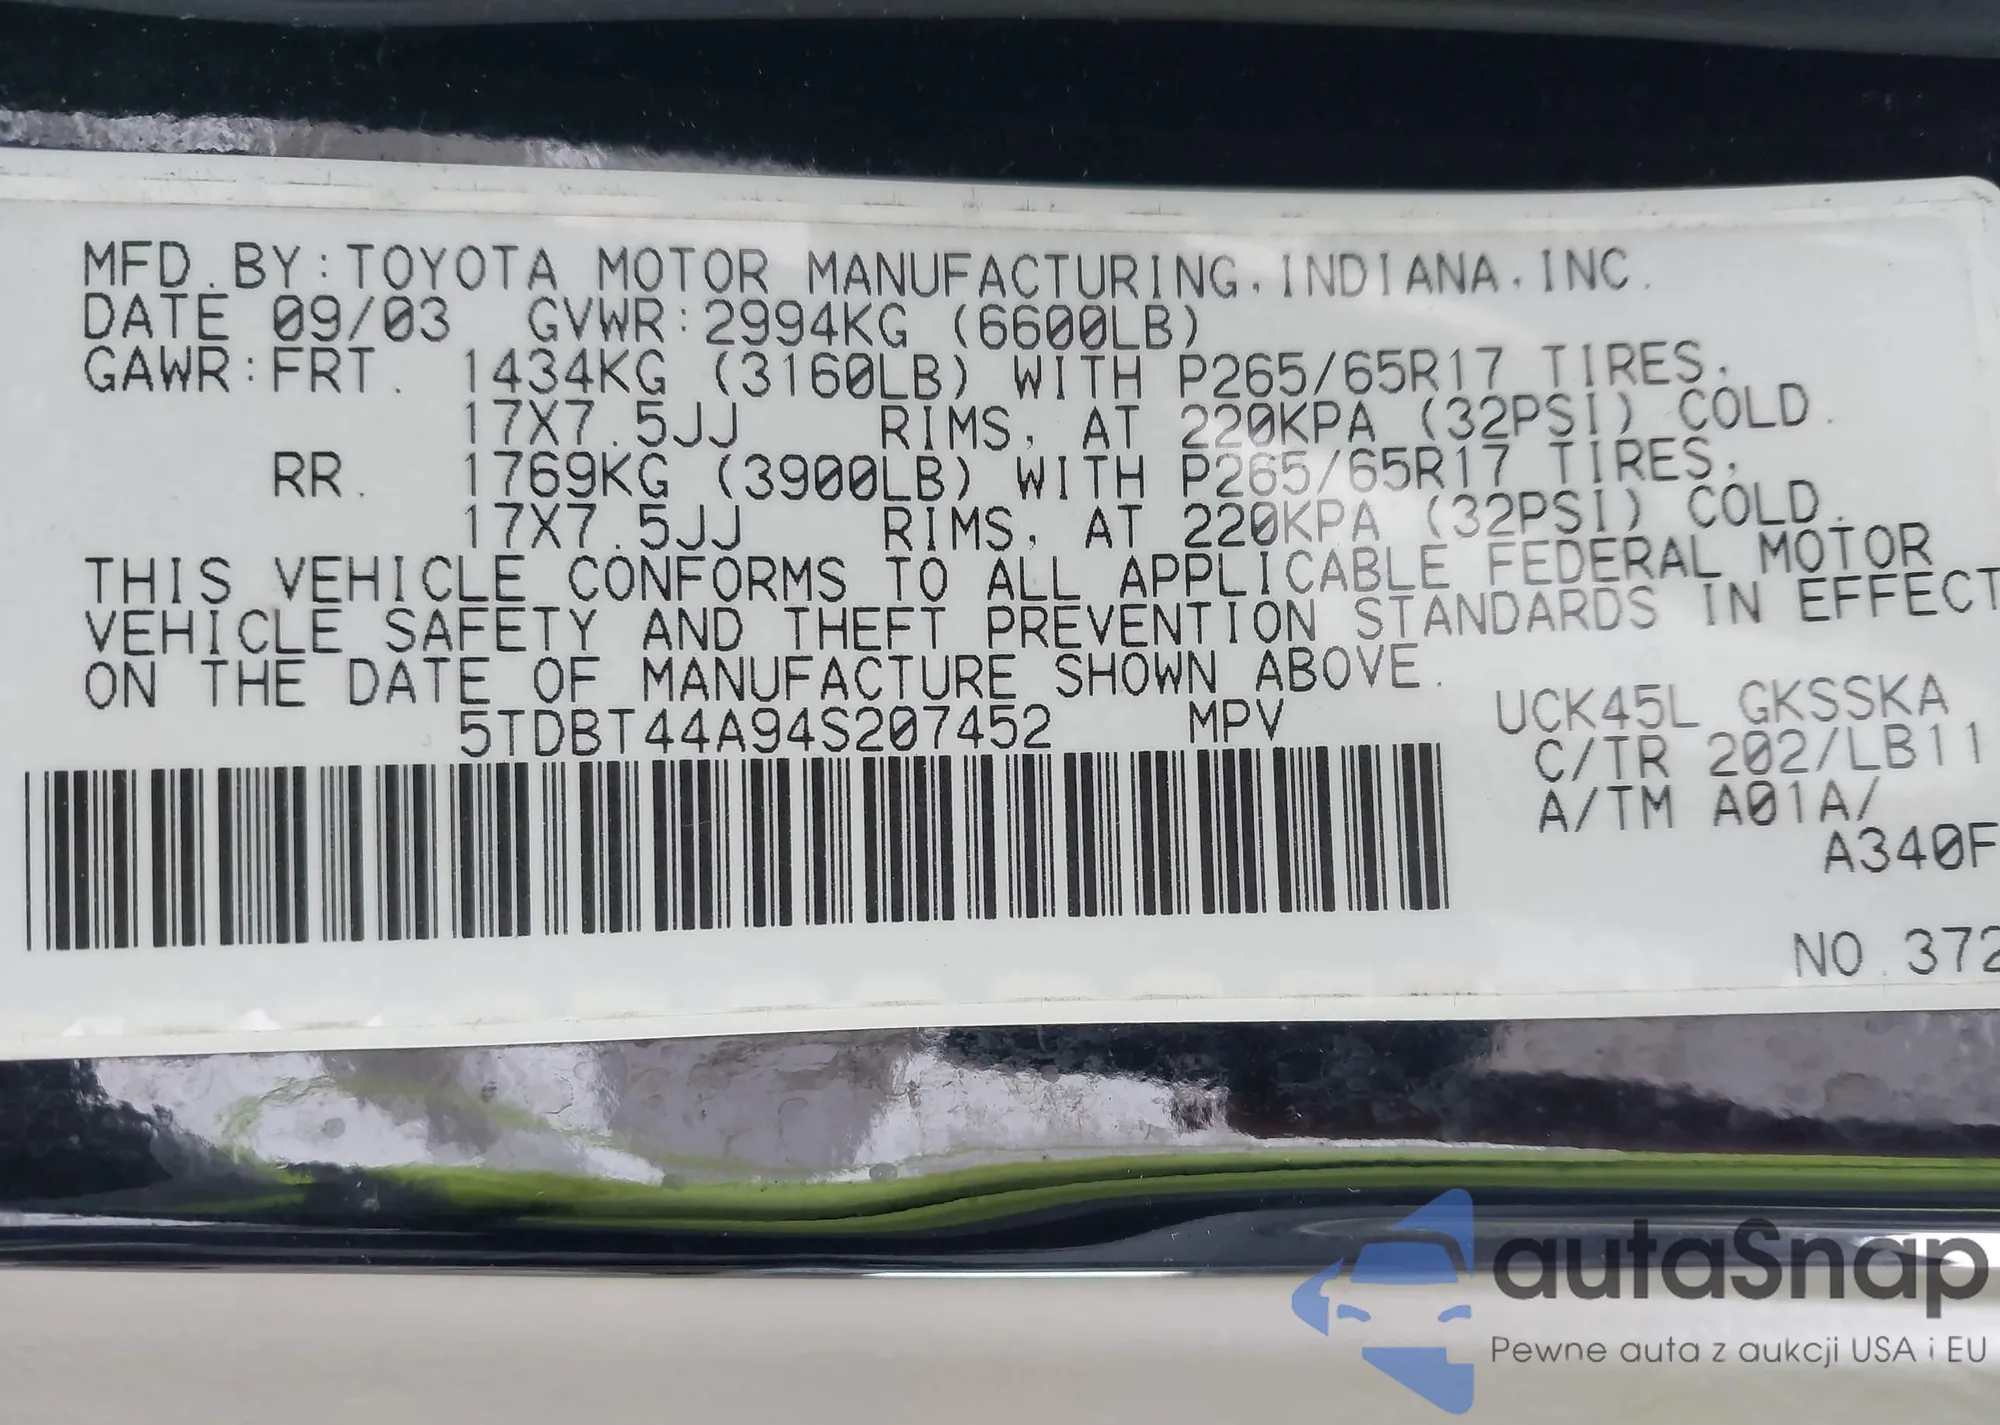 MFD. BY: TOYOTA MOTOR MANUFACTURING, INDIANA, INC.
DATE 09/03 GVWR: 2994KG (6600LB)
GAWR: FRT. 1434KG (3160LB) WITH P265/65R17 TIRES,
17X7.5JJ RIMS, AT 220KPA (32PSI) COLD.
RR. 1769KG (3900LB) WITH P265/65R17 TIRES,
17X7.5JJ RIMS, AT 220KPA (32PSI) COLD.
THIS VEHICLE CONFORMS TO ALL APPLICABLE FEDERAL MOTOR
VEHICLE SAFETY AND THEFT PREVENTION STANDARDS IN EFFECT
ON THE DATE OF MANUFACTURE SHOWN ABOVE.
5TDBT44A94S207452 MPV
UCK45L GKSSKA
C/TR 202/LB11
A/TM A01A/
A340F
NO. 372
autaSnap
Pewne auta z aukcji USA i EU